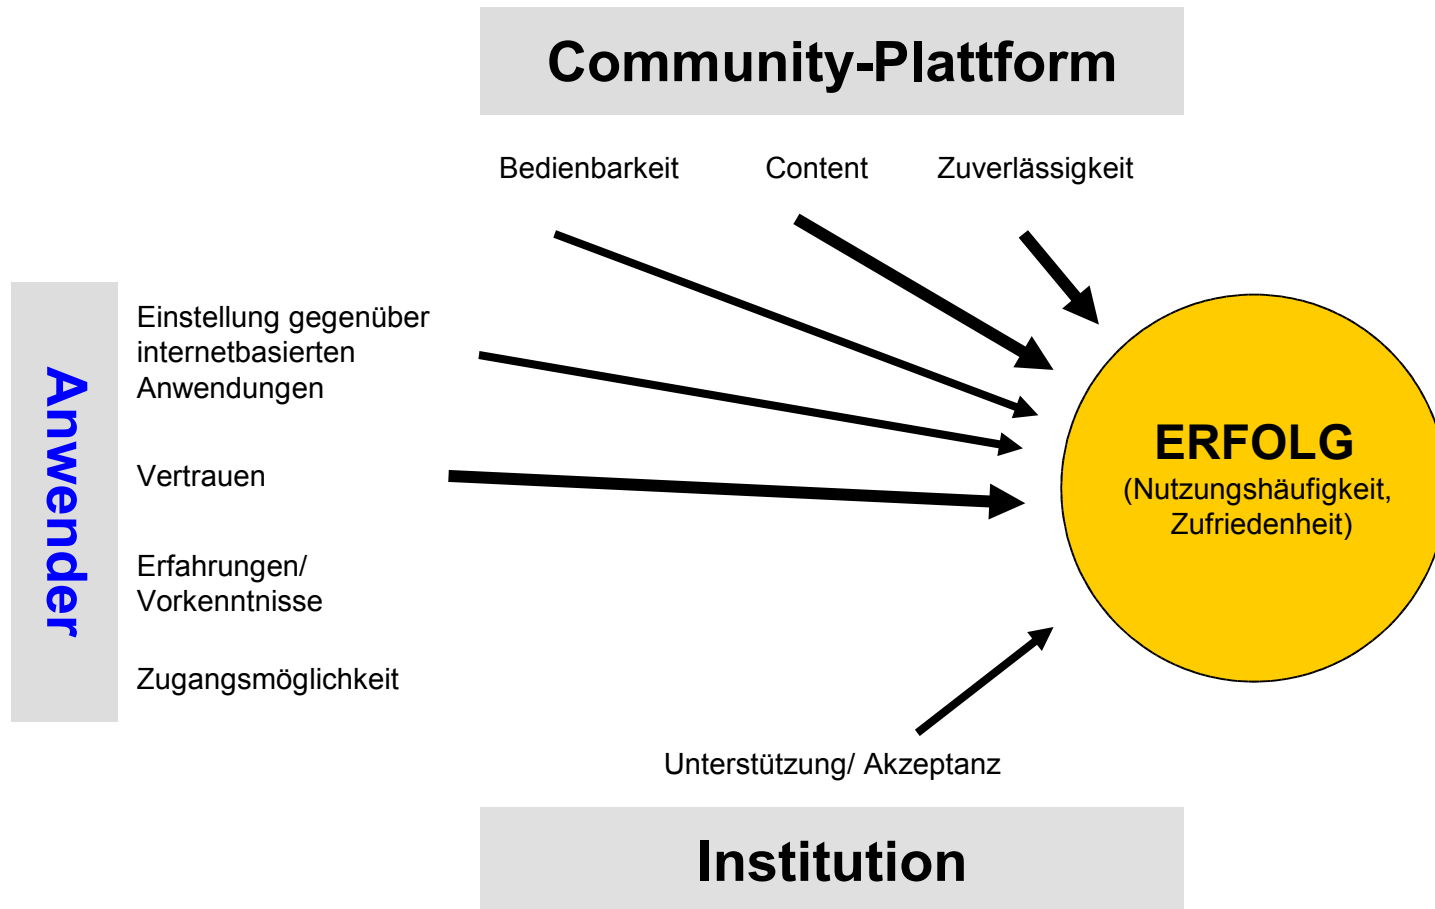 Community-Plattform
Bedienbarkeit Content Zuverlässigkeit
Anwender
Einstellung gegenüber
internetbasierten
Anwendungen
Vertrauen
Erfahrungen/
Vorkenntnisse
Zugangsmöglichkeit
ERFOLG
(Nutzungshäufigkeit,
Zufriedenheit)
Unterstützung/ Akzeptanz
Institution